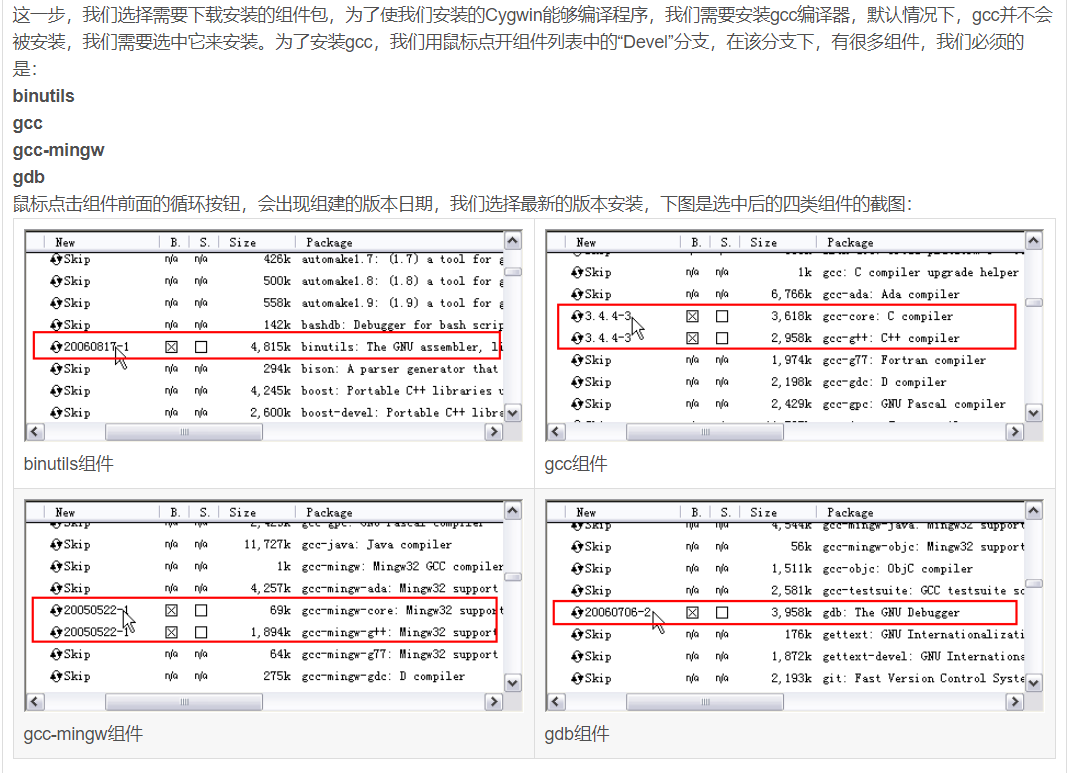 这一步，我们选择需要下载安装的组件包，为了使我们安装的Cygwin能够编译程序，我们需要安装gcc编译器，默认情况下，gcc并不会
被安装，我们需要选中它来安装。为了安装gcc，我们用鼠标点开组件列表中的“Devel”分支，在该分支下，有很多组件，我们必须的
是：
binutils
gcc
gcc-mingw
gdb
鼠标点击组件前面的循环按钮，会出现组建的版本日期，我们选择最新的版本安装，下图是选中后的四类组件的截图：
New B. S. Size Package
Skip n/a n/a 426k automake1.7: (1.7) a tool for g
Skip n/a n/a 500k automake1.8: (1.8) a tool for g
Skip n/a n/a 558k automake1.9: (1.9) a tool for g
Skip n/a n/a 142k bashdb: Debugger for bash scrip
20060817-1 4,815k binutils: The GNU assembler, li
Skip n/a n/a 294k bison: A parser generator that
Skip n/a n/a 4,245k boost: Portable C++ libraries
Skip n/a n/a 2,600k boost-devel: Portable C++ libra
binutils组件
New B. S. Size Package
Skip n/a n/a 1k gcc: C compiler upgrade helper
Skip n/a n/a 6,766k gcc-ada: Ada compiler
3.4.4-3 3,618k gcc-core: C compiler
3.4.4-3 2,958k gcc-g++: C++ compiler
Skip n/a n/a 1,974k gcc-g77: Fortran compiler
Skip n/a n/a 2,198k gcc-gdc: D compiler
Skip n/a n/a 2,429k gcc-gpc: GNU Pascal compiler
gcc组件
New B. S. Size Package
Skip n/a n/a 2,429k gcc-gpc: GNU Pascal compiler
Skip n/a n/a 11,727k gcc-java: Java compiler
Skip n/a n/a 1k gcc-mingw: Mingw32 GCC compiler
Skip n/a n/a 4,257k gcc-mingw-ada: Mingw32 support
20050522-1 69k gcc-mingw-core: Mingw32 support
20050522-1 1,894k gcc-mingw-g++: Mingw32 support
Skip n/a n/a 64k gcc-mingw-g77: Mingw32 support
Skip n/a n/a 275k gcc-mingw-gdc: D compiler
gcc-mingw组件
New B. S. Size Package
Skip n/a n/a 4,544k gcc-mingw-java: Mingw32 support
Skip n/a n/a 56k gcc-mingw-objc: Mingw32 support
Skip n/a n/a 1,511k gcc-objc: ObjC compiler
Skip n/a n/a 2,581k gcc-testsuite: GCC testsuite sc
20060706-2 3,958k gdb: The GNU Debugger
Skip n/a n/a 176k gettext: GNU Internationalizati
Skip n/a n/a 1,872k gettext-devel: GNU Internationa
Skip n/a n/a 2,193k git: Fast Version Control Syste
gdb组件